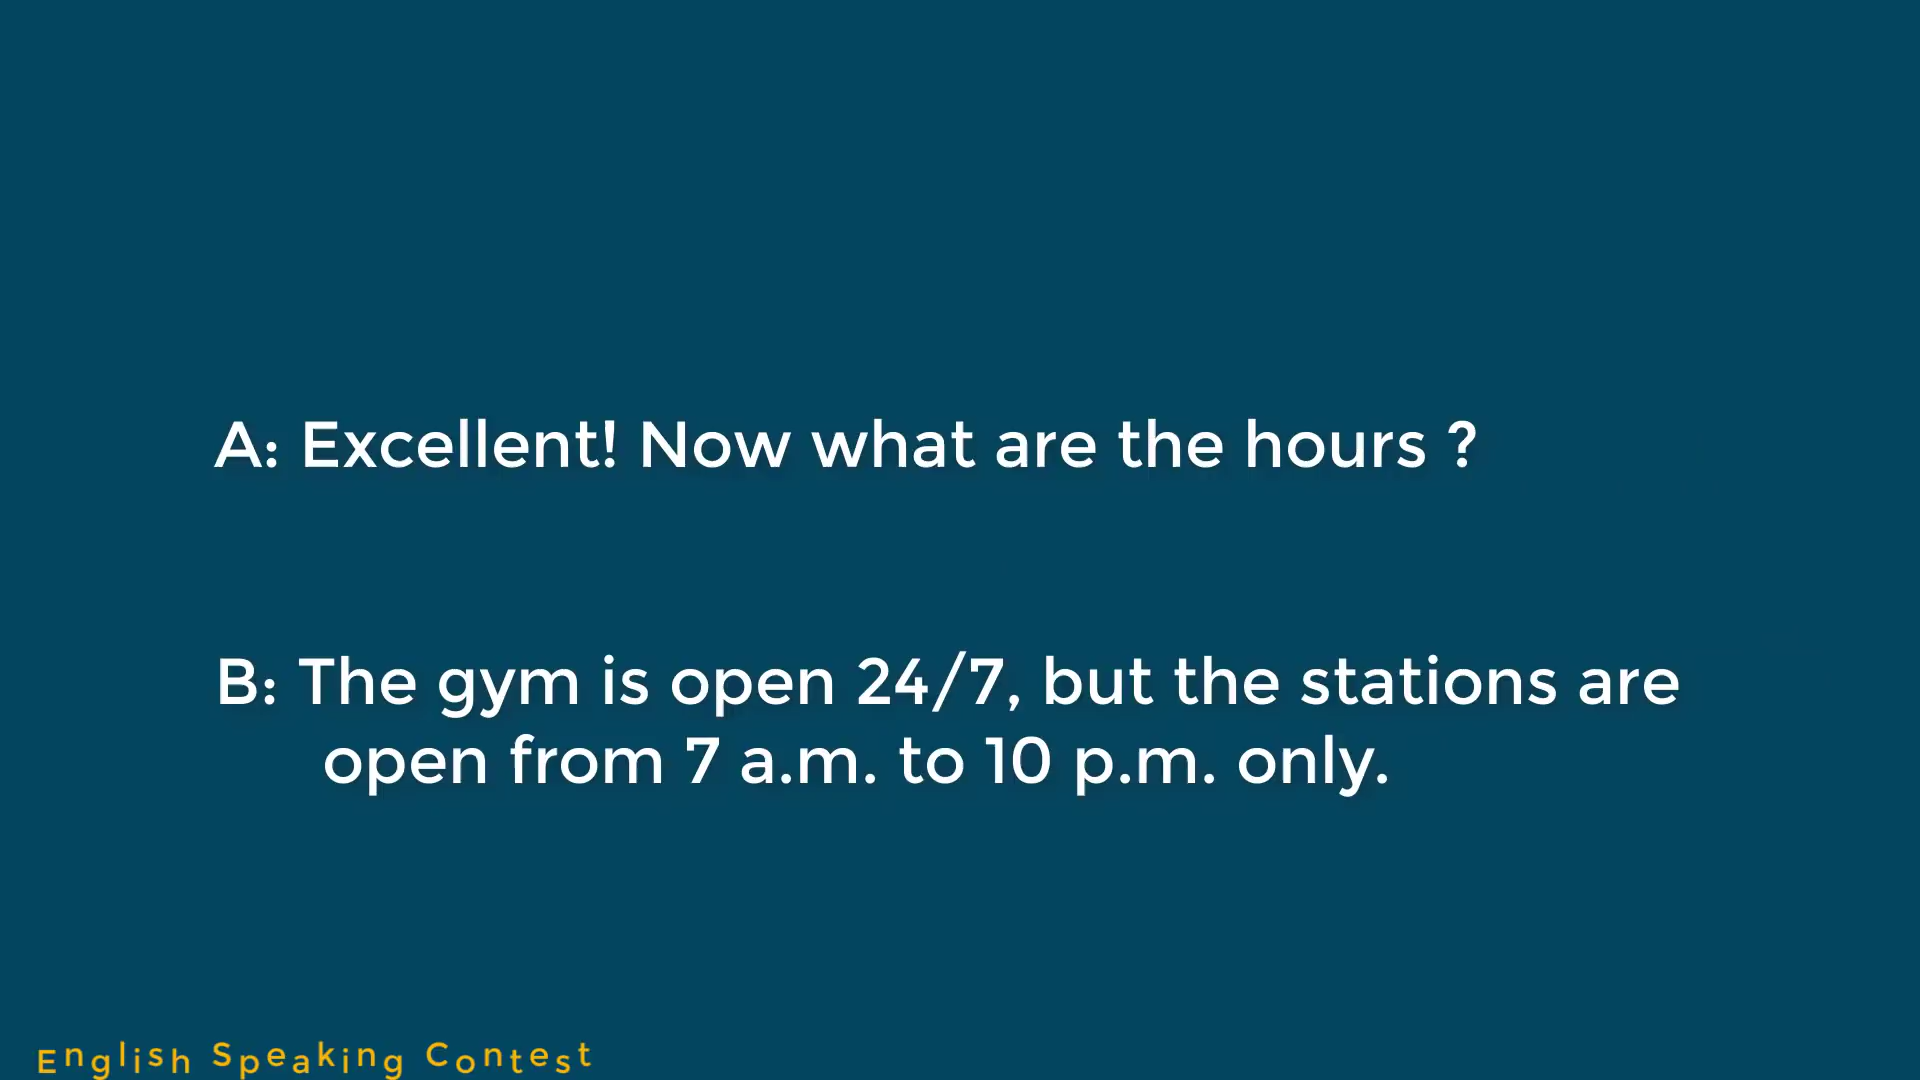 A: Excellent! Now what are the hours ?
B: The gym is open 24/7, but the stations are
open from 7 a.m. to 10 p.m. only.
English Speaking Contest